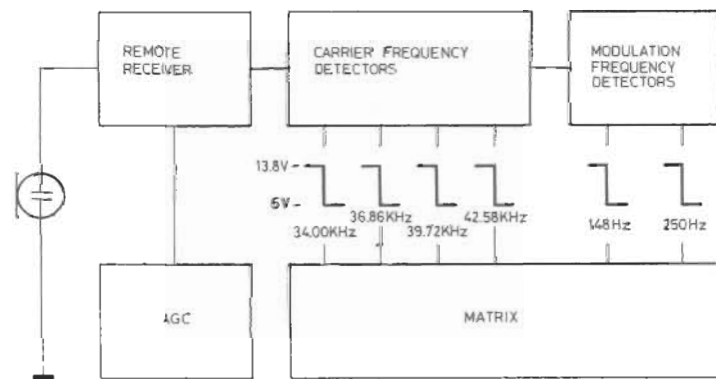 REMOTE
RECEIVER
CARRIER FREQUENCY
DETECTORS
MODULATION
FREQUENCY
DETECTORS
13.8V
6V
34.00KHz
36.86KHz
39.72KHz
42.58KHz
148Hz
250Hz
AGC
MATRIX